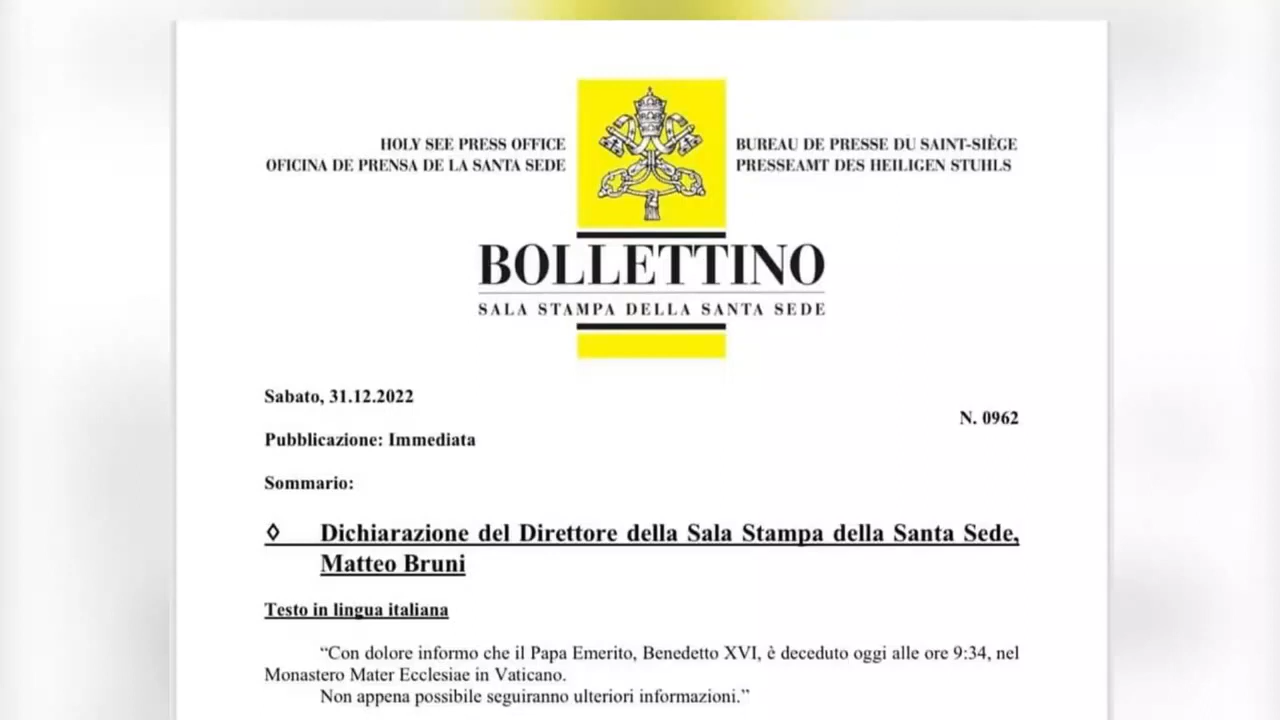 HOLY SEE PRESS OFFICE
OFICINA DE PRENSA DE LA SANTA SEDE
BUREAU DE PRESSE DU SAINT-SIÈGE
PRESSEAMT DES HEILIGEN STUHLS
BOLLETTINO
SALA STAMPA DELLA SANTA SEDE
Sabato, 31.12.2022
N. 0962
Pubblicazione: Immediata
Sommario:
◊ Dichiarazione del Direttore della Sala Stampa della Santa Sede,
Matteo Bruni
Testo in lingua italiana
“Con dolore informo che il Papa Emerito, Benedetto XVI, è deceduto oggi alle ore 9:34, nel
Monastero Mater Ecclesiae in Vaticano.
Non appena possibile seguiranno ulteriori informazioni.”